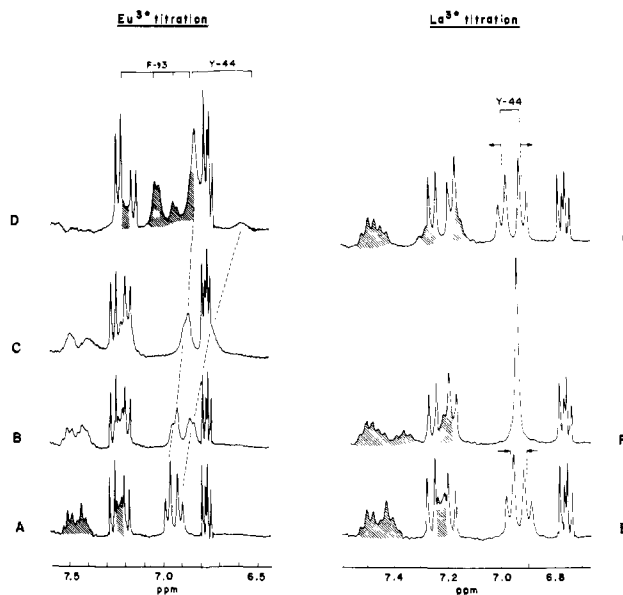 Eu3+ titration
La3+ titration
F-93
Y-44
Y-44
D
C
B
A
F
7.5
7.0
6.5
ppm
7.4
7.2
7.0
6.8
ppm